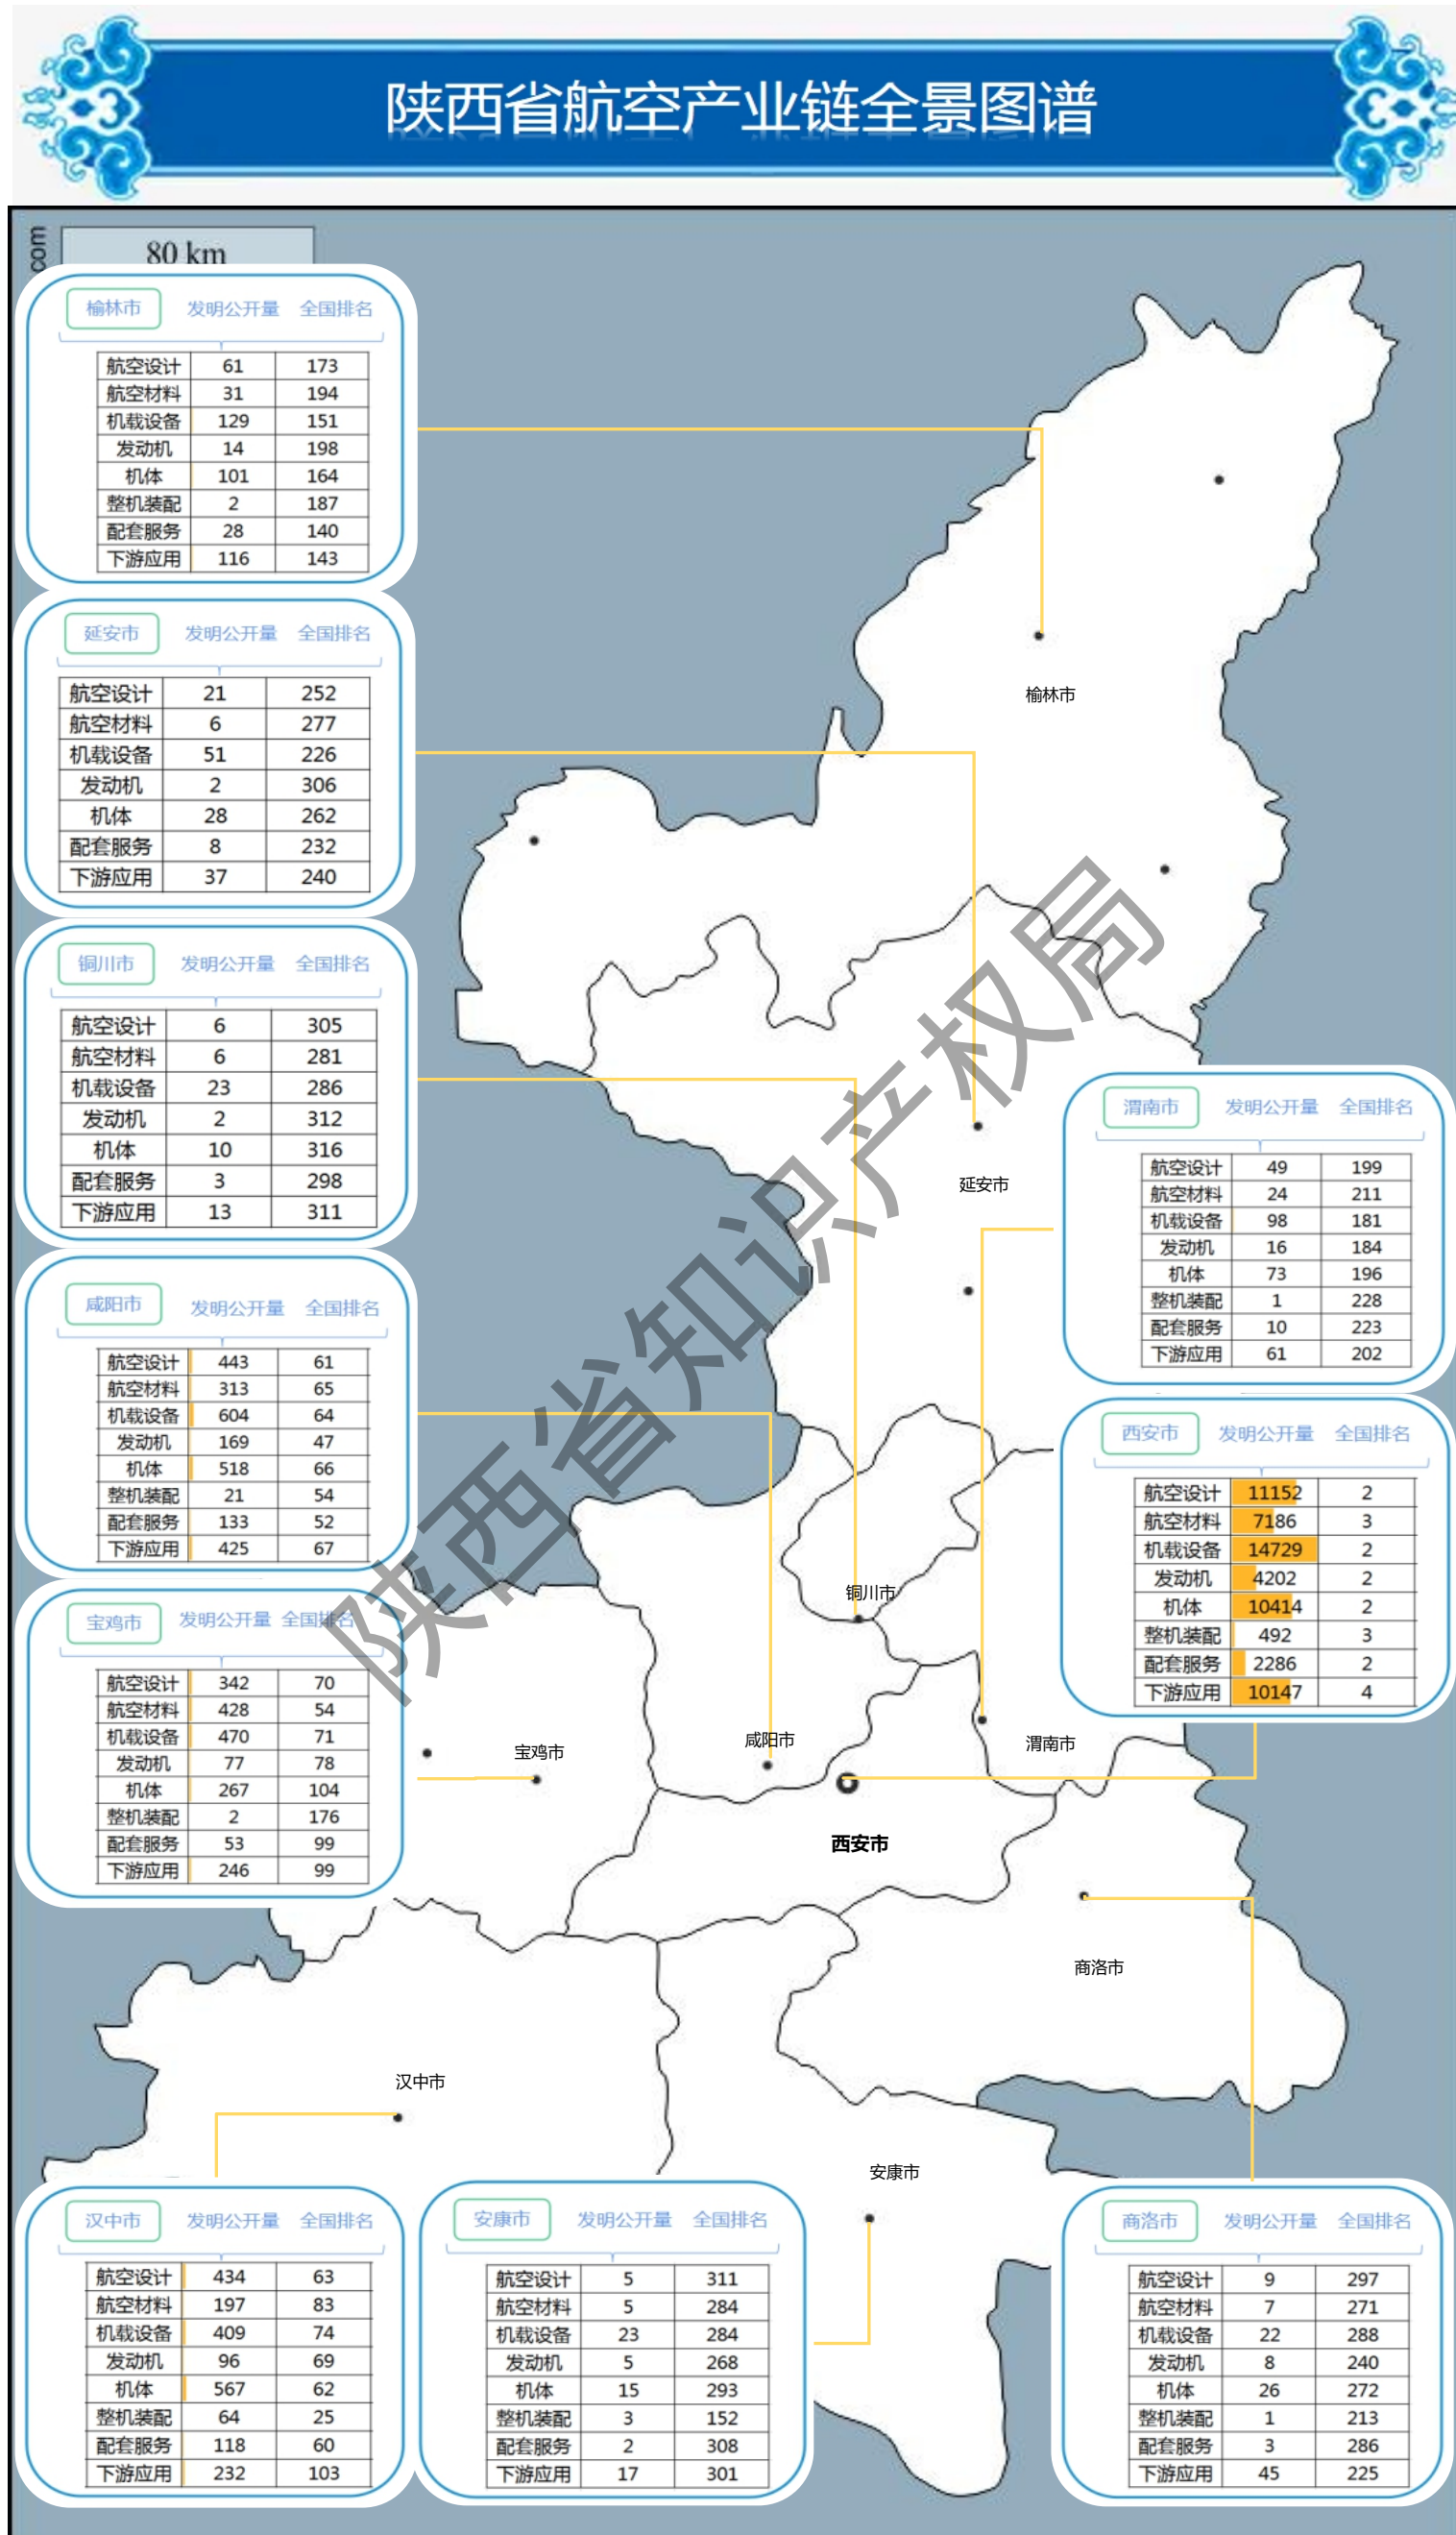 陕西省航空产业链全景图谱
com
80 km
榆林市 发明公开量 全国排名
航空设计 61 173
航空材料 31 194
机载设备 129 151
发动机 14 198
机体 101 164
整机装配 2 187
配套服务 28 140
下游应用 116 143
延安市 发明公开量 全国排名
航空设计 21 252
航空材料 6 277
机载设备 51 226
发动机 2 306
机体 28 262
配套服务 8 232
下游应用 37 240
铜川市 发明公开量 全国排名
航空设计 6 305
航空材料 6 281
机载设备 23 286
发动机 2 312
机体 10 316
配套服务 3 298
下游应用 13 311
咸阳市 发明公开量 全国排名
航空设计 443 61
航空材料 313 65
机载设备 604 64
发动机 169 47
机体 518 66
整机装配 21 54
配套服务 133 52
下游应用 425 67
宝鸡市 发明公开量 全国排名
航空设计 342 70
航空材料 428 54
机载设备 470 71
发动机 77 78
机体 267 104
整机装配 2 176
配套服务 53 99
下游应用 246 99
渭南市 发明公开量 全国排名
航空设计 49 199
航空材料 24 211
机载设备 98 181
发动机 16 184
机体 73 196
整机装配 1 228
配套服务 10 223
下游应用 61 202
西安市 发明公开量 全国排名
航空设计 11152 2
航空材料 7186 3
机载设备 14729 2
发动机 4202 2
机体 10414 2
整机装配 492 3
配套服务 2286 2
下游应用 10147 4
榆林市
延安市
铜川市
咸阳市
宝鸡市
渭南市
西安市
商洛市
汉中市
安康市
陕西省知识产权局
汉中市 发明公开量 全国排名
航空设计 434 63
航空材料 197 83
机载设备 409 74
发动机 96 69
机体 567 62
整机装配 64 25
配套服务 118 60
下游应用 232 103
安康市 发明公开量 全国排名
航空设计 5 311
航空材料 5 284
机载设备 23 284
发动机 5 268
机体 15 293
整机装配 3 152
配套服务 2 308
下游应用 17 301
商洛市 发明公开量 全国排名
航空设计 9 297
航空材料 7 271
机载设备 22 288
发动机 8 240
机体 26 272
整机装配 1 213
配套服务 3 286
下游应用 45 225